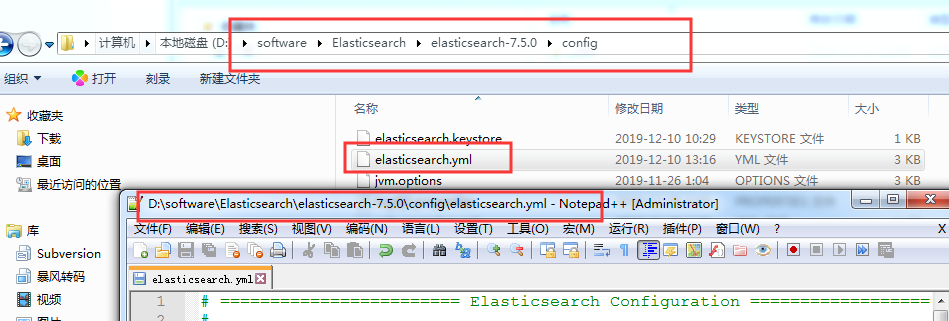 计算机 本地磁盘 (D: software Elasticsearch elasticsearch-7.5.0 config
组织 打开 刻录 新建文件夹
收藏夹
下载
桌面
最近访问的位置
库
Subversion
暴风转码
视频
名称 修改日期 类型 大小
elasticsearch.keystore 2019-12-10 10:29 KEYSTORE 文件 1 KB
elasticsearch.yml 2019-12-10 13:16 YML 文件 3 KB
jvm.options 2019-11-26 1:04 OPTIONS 文件 3 KB
D:\software\Elasticsearch\elasticsearch-7.5.0\config\elasticsearch.yml - Notepad++ [Administrator]
文件(F) 编辑(E) 搜索(S) 视图(V) 编码(N) 语言(L) 设置(T) 工具(O) 宏(M) 运行(R) 插件(P) 窗口(W) ? X
elasticsearch.yml
1 # ======================== Elasticsearch Configuration ==================
2 #